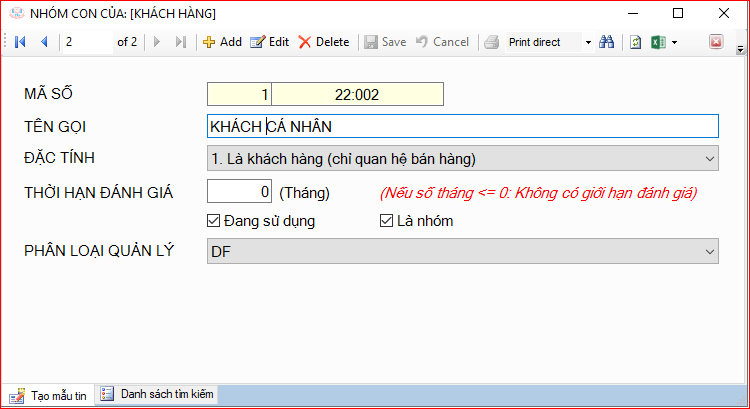 NHÓM CON CỦA: [KHÁCH HÀNG]
2 of 2 Add Edit Delete Save Cancel Print direct
MÃ SỐ 1 22:002
TÊN GỌI KHÁCH CÁ NHÂN
ĐẶC TÍNH 1. Là khách hàng (chỉ quan hệ bán hàng)
THỜI HẠN ĐÁNH GIÁ 0 (Tháng) (Nếu số tháng <= 0: Không có giới hạn đánh giá)
Đang sử dụng Là nhóm
PHÂN LOẠI QUẢN LÝ DF
Tạo mẫu tin Danh sách tìm kiếm